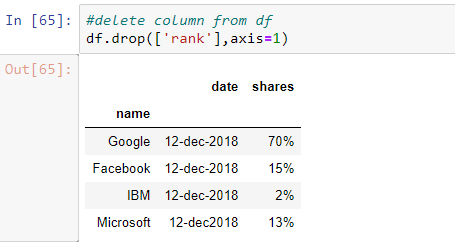 In [65]: #delete column from df
df.drop(['rank'],axis=1)
Out[65]:
date shares
name
Google 12-dec-2018 70%
Facebook 12-dec-2018 15%
IBM 12-dec-2018 2%
Microsoft 12-dec2018 13%